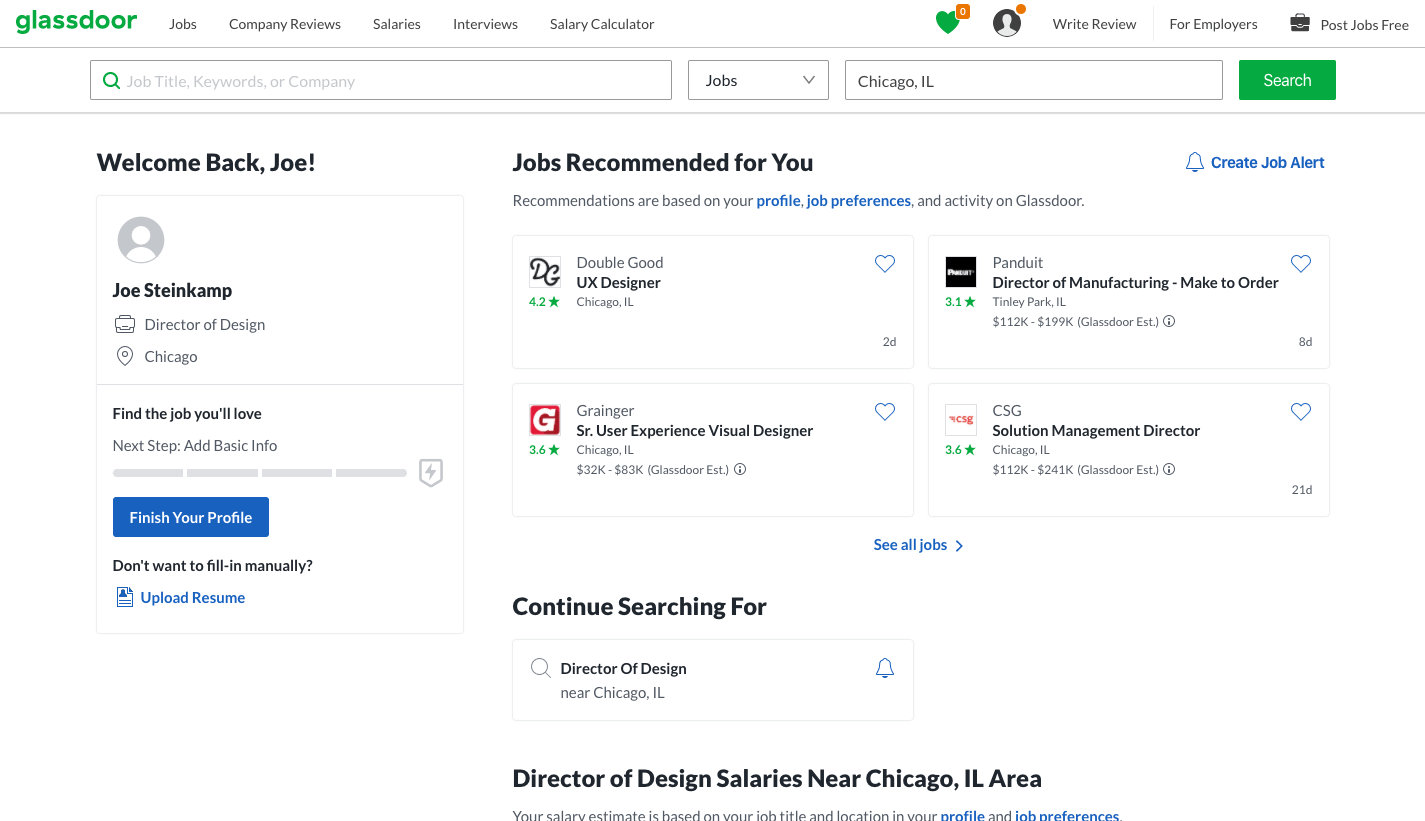 glassdoor
Jobs
Company Reviews
Salaries
Interviews
Salary Calculator
0
Write Review
For Employers
Post Jobs Free
Job Title, Keywords, or Company
Jobs
Chicago, IL
Search
Welcome Back, Joe!
Joe Steinkamp
Director of Design
Chicago
Find the job you'll love
Next Step: Add Basic Info
Finish Your Profile
Don't want to fill-in manually?
Upload Resume
Jobs Recommended for You
Create Job Alert
Recommendations are based on your profile, job preferences, and activity on Glassdoor.
DG
Double Good
UX Designer
4.2 ★
Chicago, IL
2d
PANDUIT
Panduit
Director of Manufacturing - Make to Order
3.1 ★
Tinley Park, IL
$112K - $199K (Glassdoor Est.)
8d
G
Grainger
Sr. User Experience Visual Designer
3.6 ★
Chicago, IL
$32K - $83K (Glassdoor Est.)
csg
CSG
Solution Management Director
3.6 ★
Chicago, IL
$112K - $241K (Glassdoor Est.)
21d
See all jobs
Continue Searching For
Director Of Design
near Chicago, IL
Director of Design Salaries Near Chicago, IL Area
Your salary estimate is based on your job title and location in your profile and job preferences.